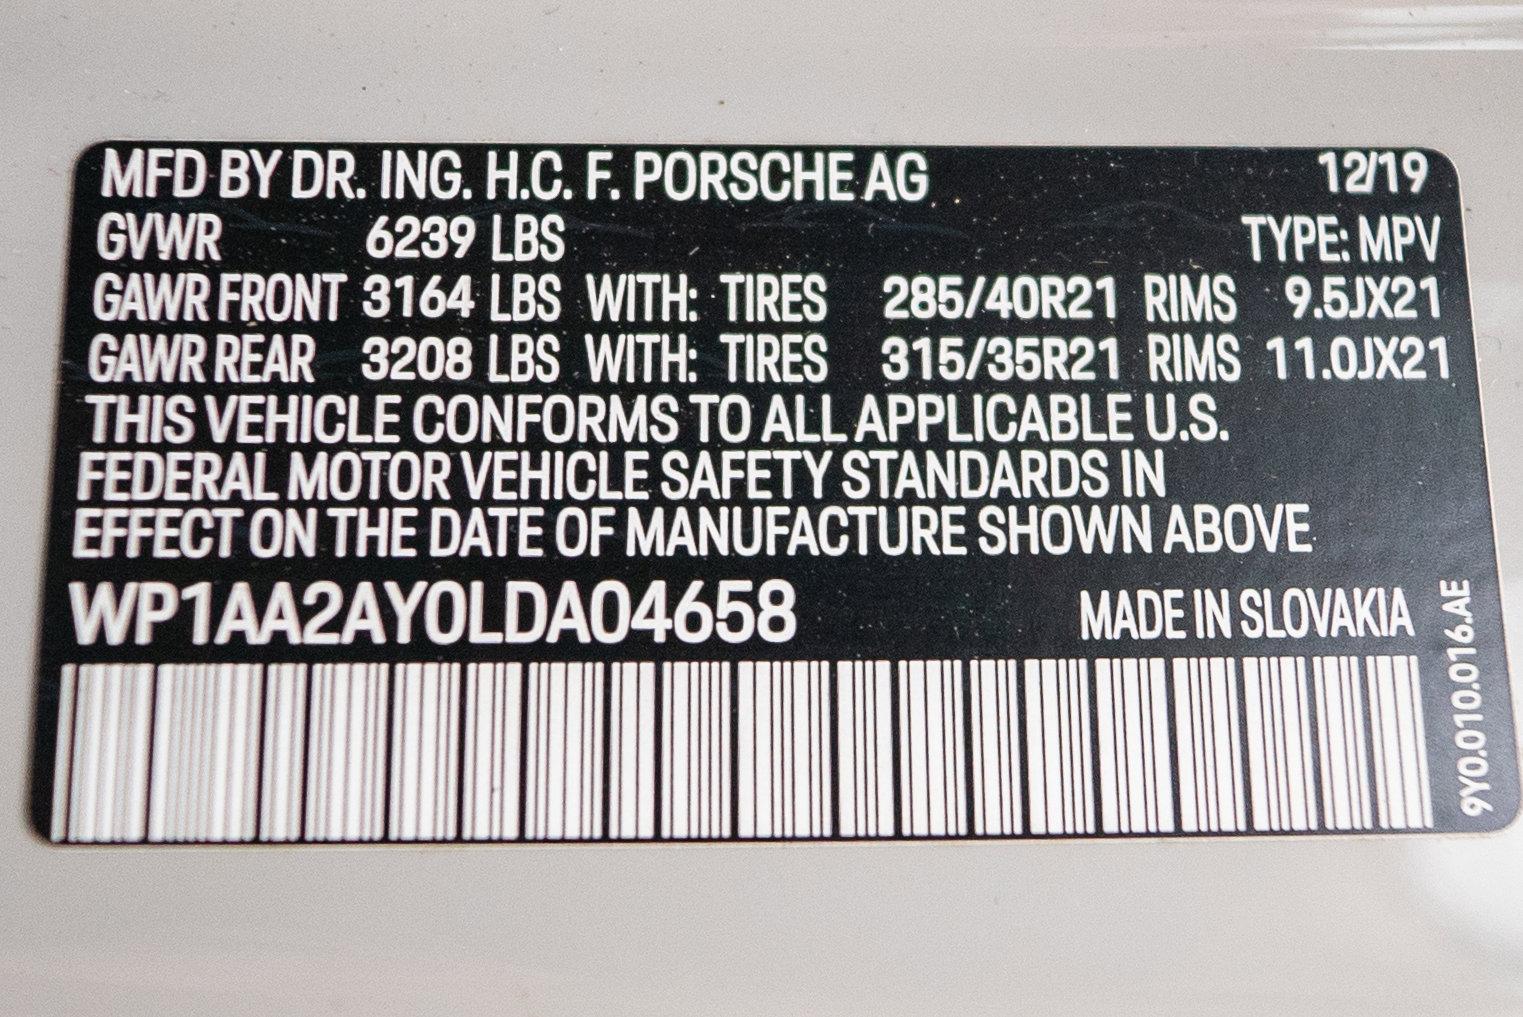 MFD BY DR. ING. H.C. F. PORSCHE AG 12/19
GVWR 6239 LBS TYPE: MPV
GAWR FRONT 3164 LBS WITH: TIRES 285/40R21 RIMS 9.5JX21
GAWR REAR 3208 LBS WITH: TIRES 315/35R21 RIMS 11.0JX21
THIS VEHICLE CONFORMS TO ALL APPLICABLE U.S.
FEDERAL MOTOR VEHICLE SAFETY STANDARDS IN
EFFECT ON THE DATE OF MANUFACTURE SHOWN ABOVE.
WP1AA2AY0LDA04658 MADE IN SLOVAKIA
9Y0.010.016.AE